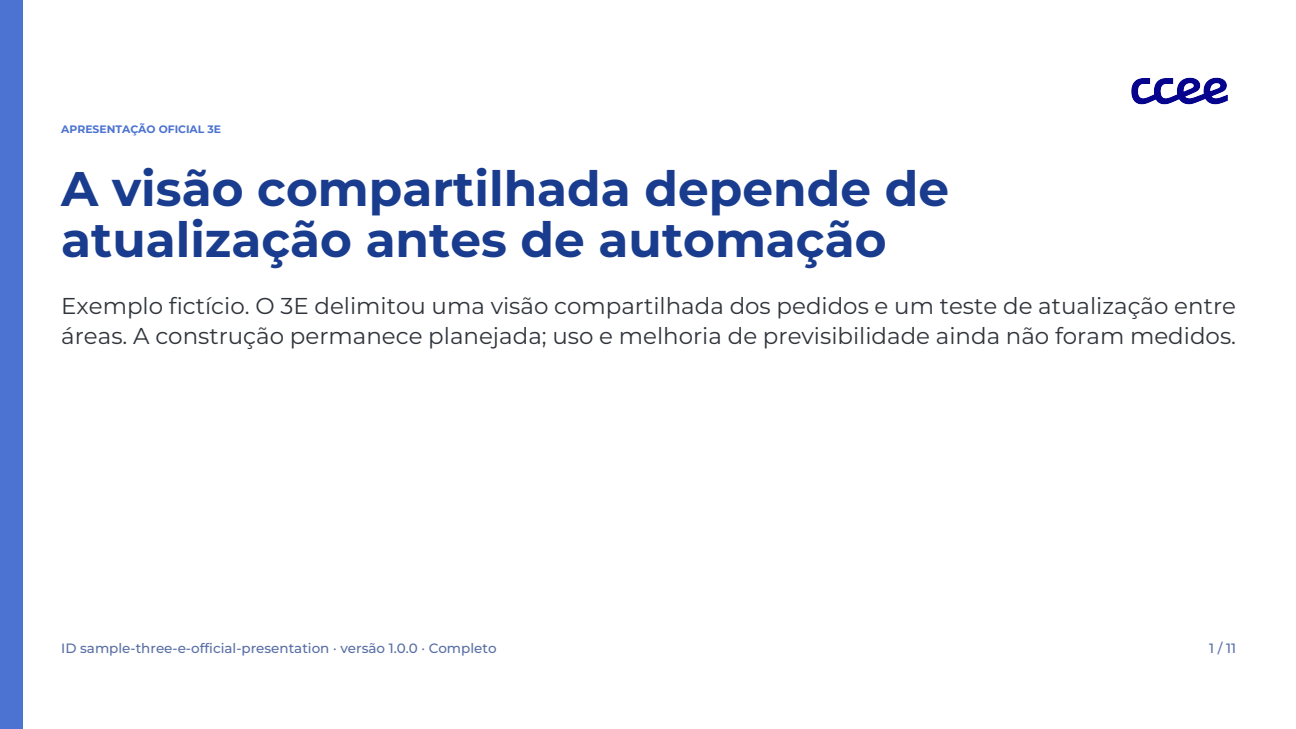 ccee
APRESENTAÇÃO OFICIAL 3E
A visão compartilhada depende de
atualização antes de automação
Exemplo fictício. O 3E delimitou uma visão compartilhada dos pedidos e um teste de atualização entre
áreas. A construção permanece planejada; uso e melhoria de previsibilidade ainda não foram medidos.
ID sample-three-e-official-presentation · versão 1.0.0 · Completo
1 / 11